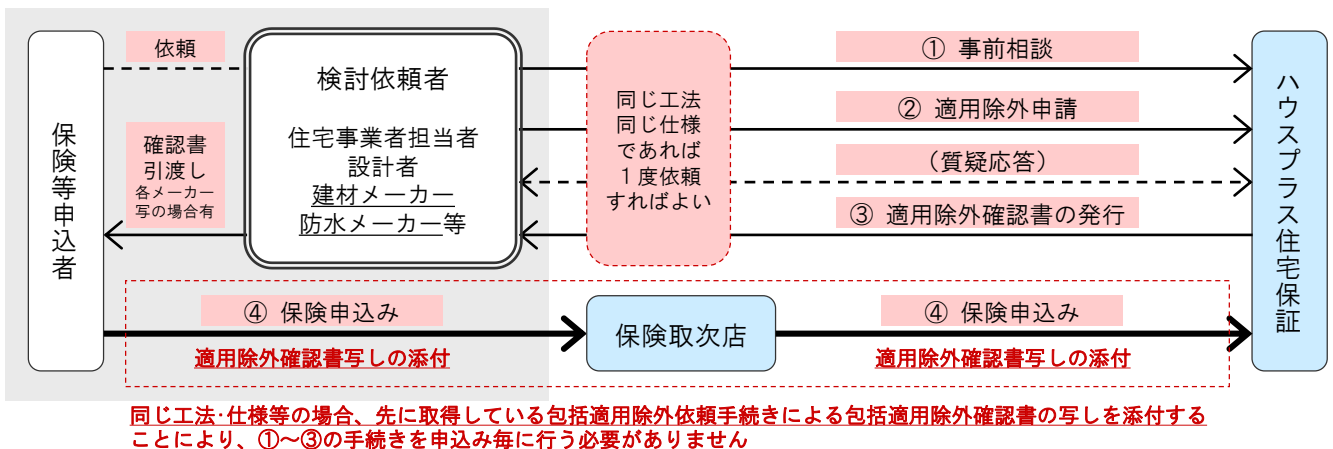 保険等申込者
依頼
確認書
引渡し
各メーカー
写の場合有
検討依頼者
住宅事業者担当者
設計者
建材メーカー
防水メーカー等
同じ工法
同じ仕様
であれば
１度依頼
すればよい
① 事前相談
② 適用除外申請
（質疑応答）
③ 適用除外確認書の発行
ハウスプラス住宅保証
④ 保険申込み
適用除外確認書写しの添付
保険取次店
④ 保険申込み
適用除外確認書写しの添付
同じ工法･仕様等の場合、先に取得している包括適用除外依頼手続きによる包括適用除外確認書の写しを添付する
ことにより、①～③の手続きを申込み毎に行う必要がありません